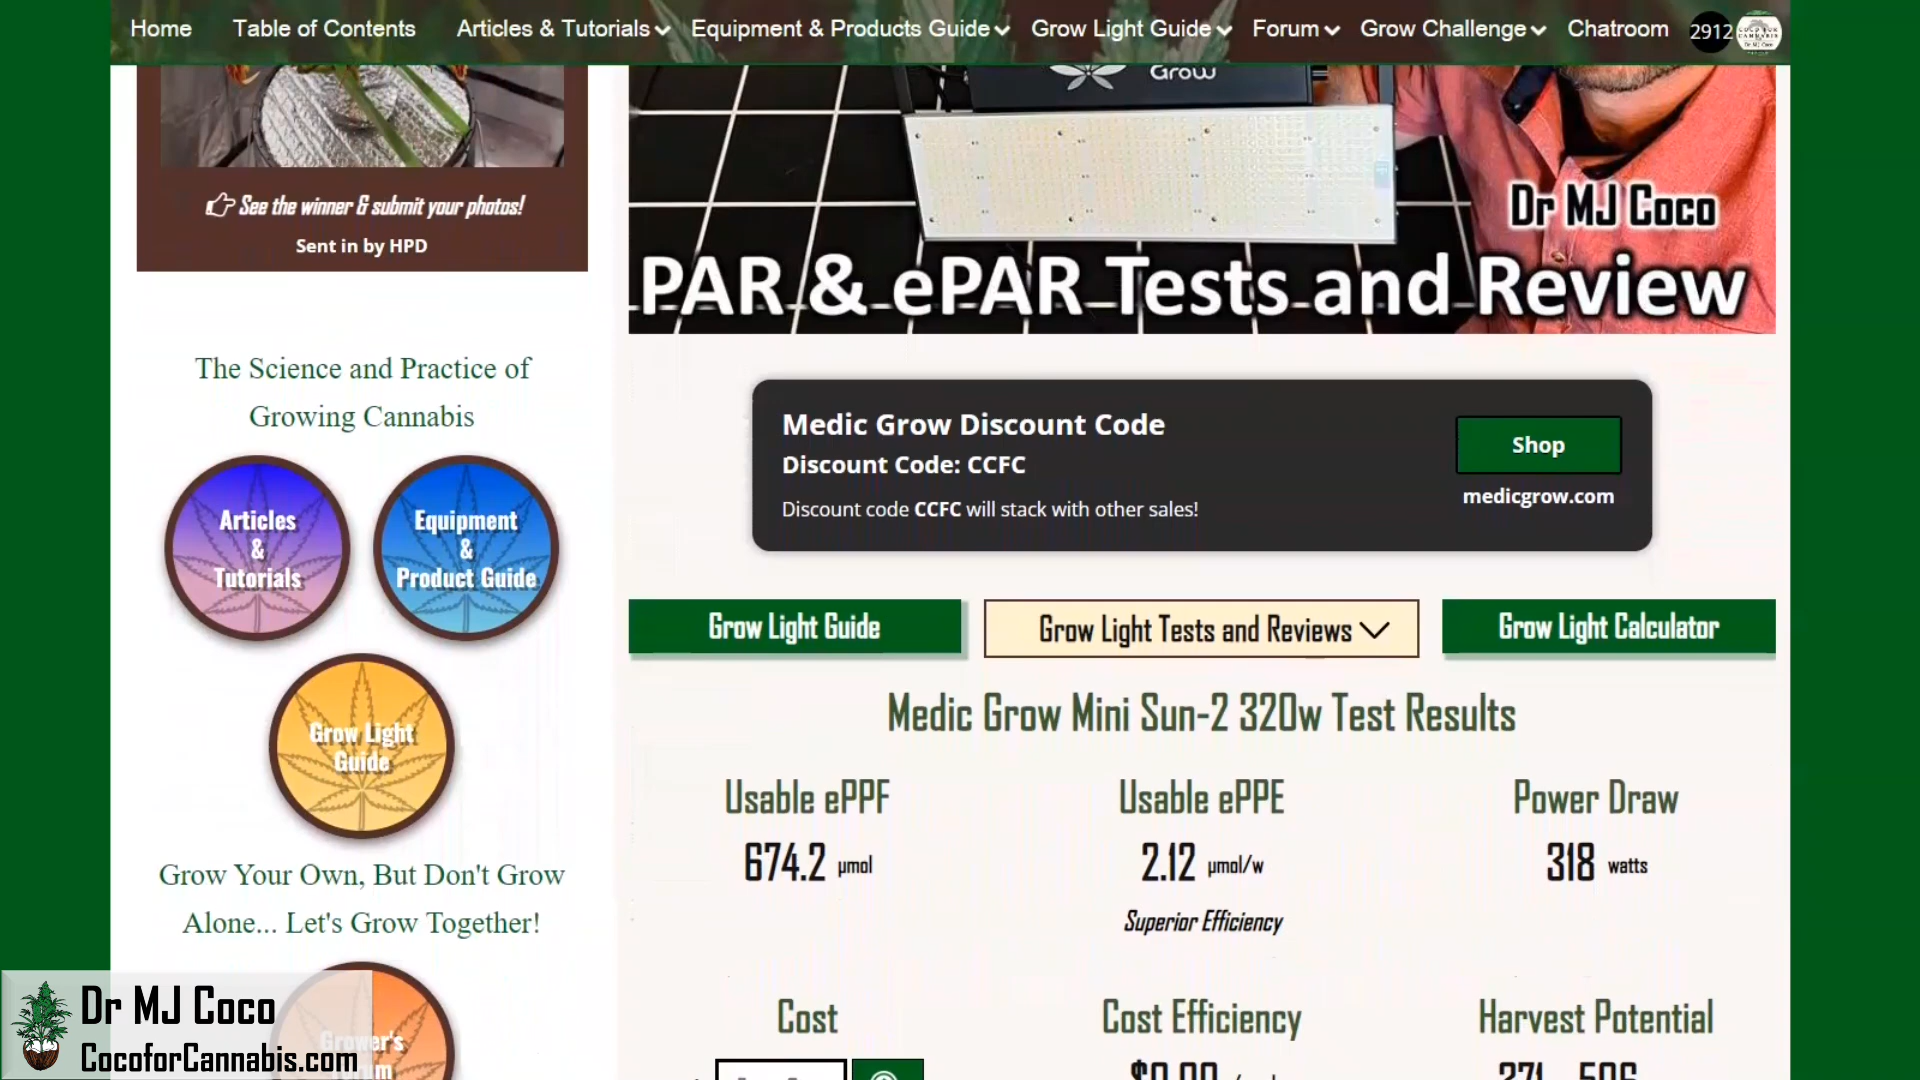 Home Table of Contents Articles & Tutorials Equipment & Products Guide Grow Light Guide Forum Grow Challenge Chatroom 2912
See the winner & submit your photos!
Sent in by HPD
The Science and Practice of
Growing Cannabis
Articles
&
Tutorials
Equipment
&
Product Guide
Grow Light
Guide
Grow Your Own, But Don't Grow
Alone... Let's Grow Together!
Grower's
Forum
Dr MJ Coco
CocoforCannabis.com
Grow
Dr MJ Coco
PAR & ePAR Tests and Review
Medic Grow Discount Code
Discount Code: CCFC
Discount code CCFC will stack with other sales!
Shop
medicgrow.com
Grow Light Guide
Grow Light Tests and Reviews
Grow Light Calculator
Medic Grow Mini Sun-2 320w Test Results
Usable ePPF
674.2 µmol
Usable ePPE
2.12 µmol/w
Superior Efficiency
Power Draw
318 watts
Cost
Cost Efficiency
Harvest Potential